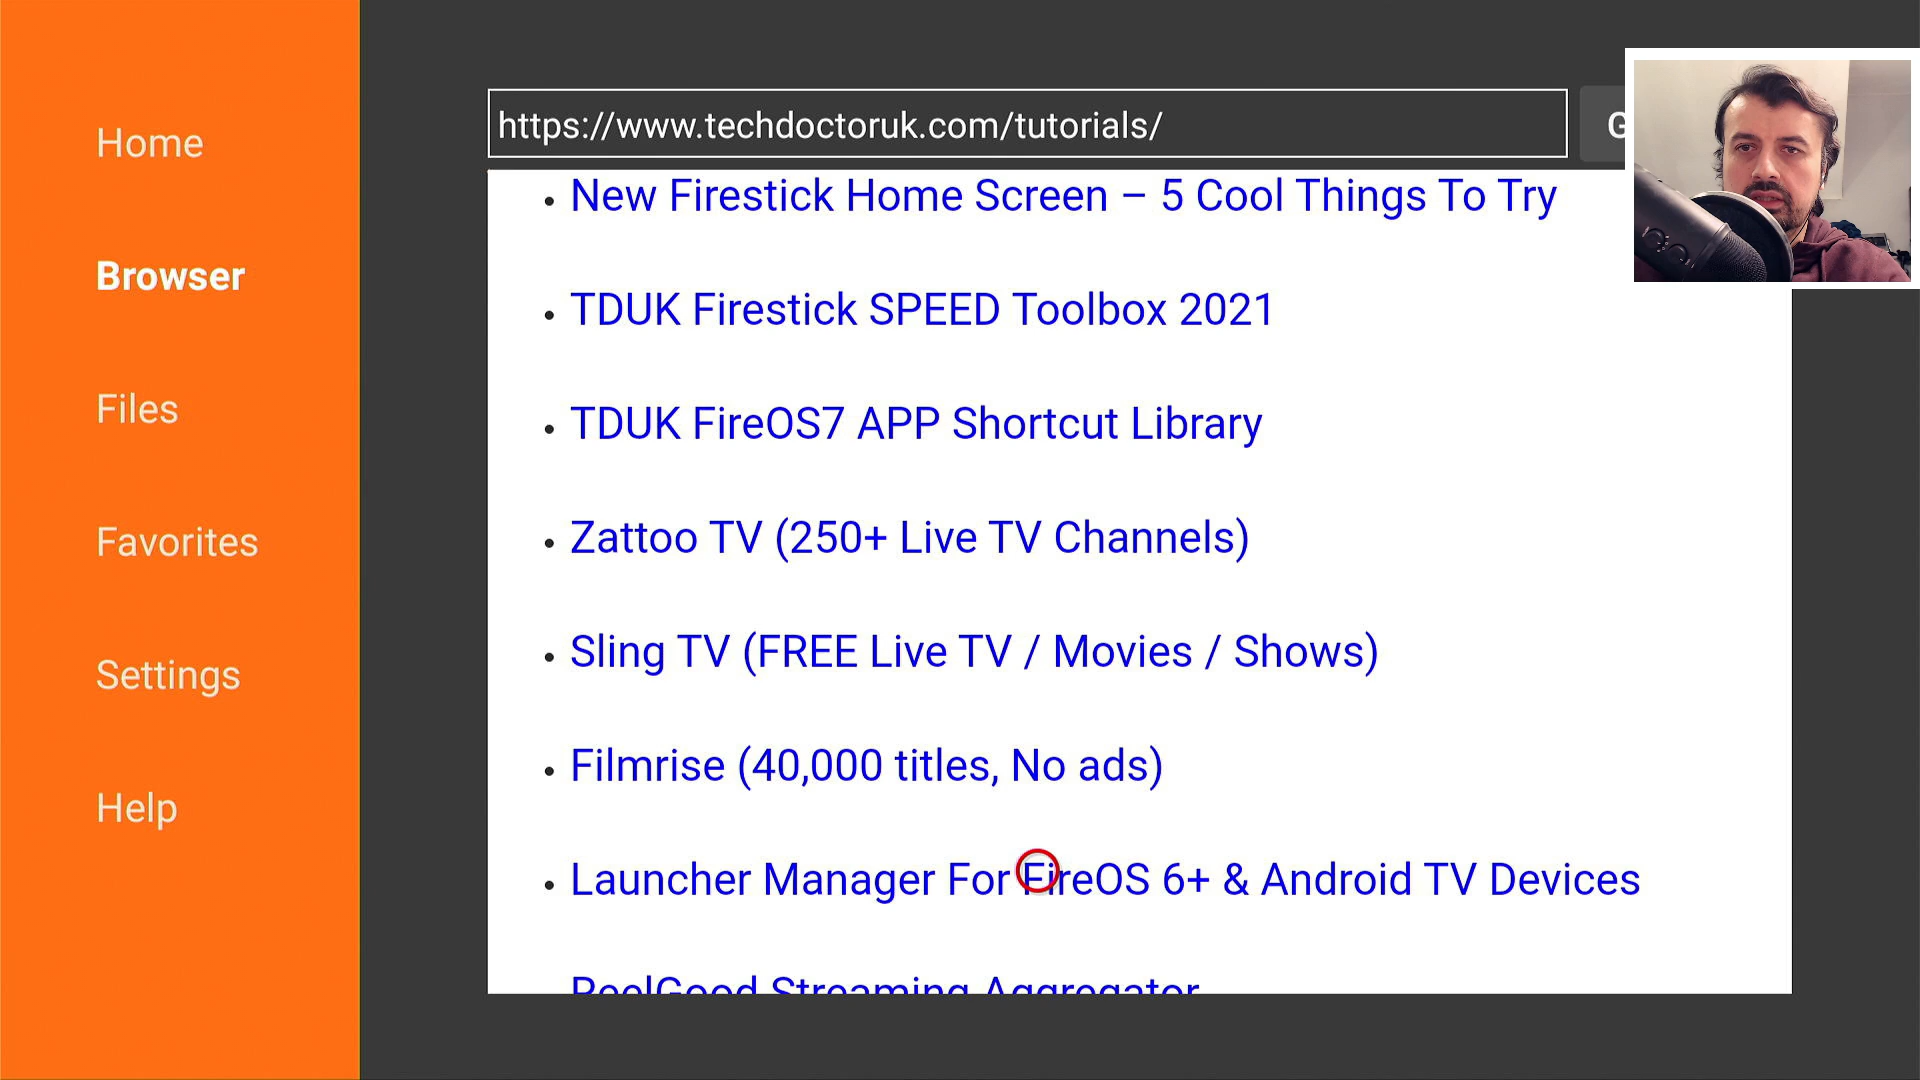 Home
Browser
Files
Favorites
Settings
Help
https://www.techdoctoruk.com/tutorials/
G
• New Firestick Home Screen – 5 Cool Things To Try
• TDUK Firestick SPEED Toolbox 2021
• TDUK FireOS7 APP Shortcut Library
• Zattoo TV (250+ Live TV Channels)
• Sling TV (FREE Live TV / Movies / Shows)
• Filmrise (40,000 titles, No ads)
• Launcher Manager For FireOS 6+ & Android TV Devices
ReelGood Streaming Aggregator